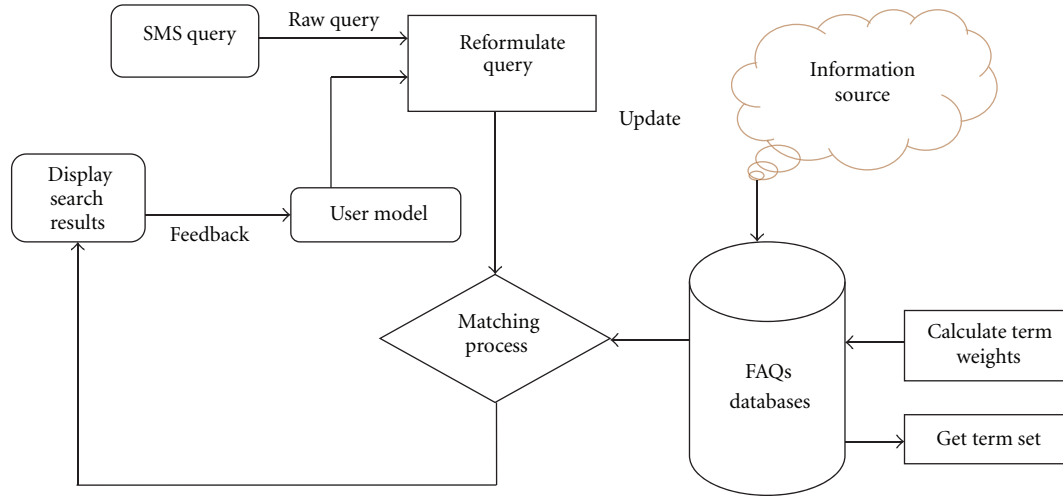 SMS query
Raw query
Reformulate
query
Information
source
Update
Display
search
results
Feedback
User model
Matching
process
FAQs
databases
Calculate term
weights
Get term set